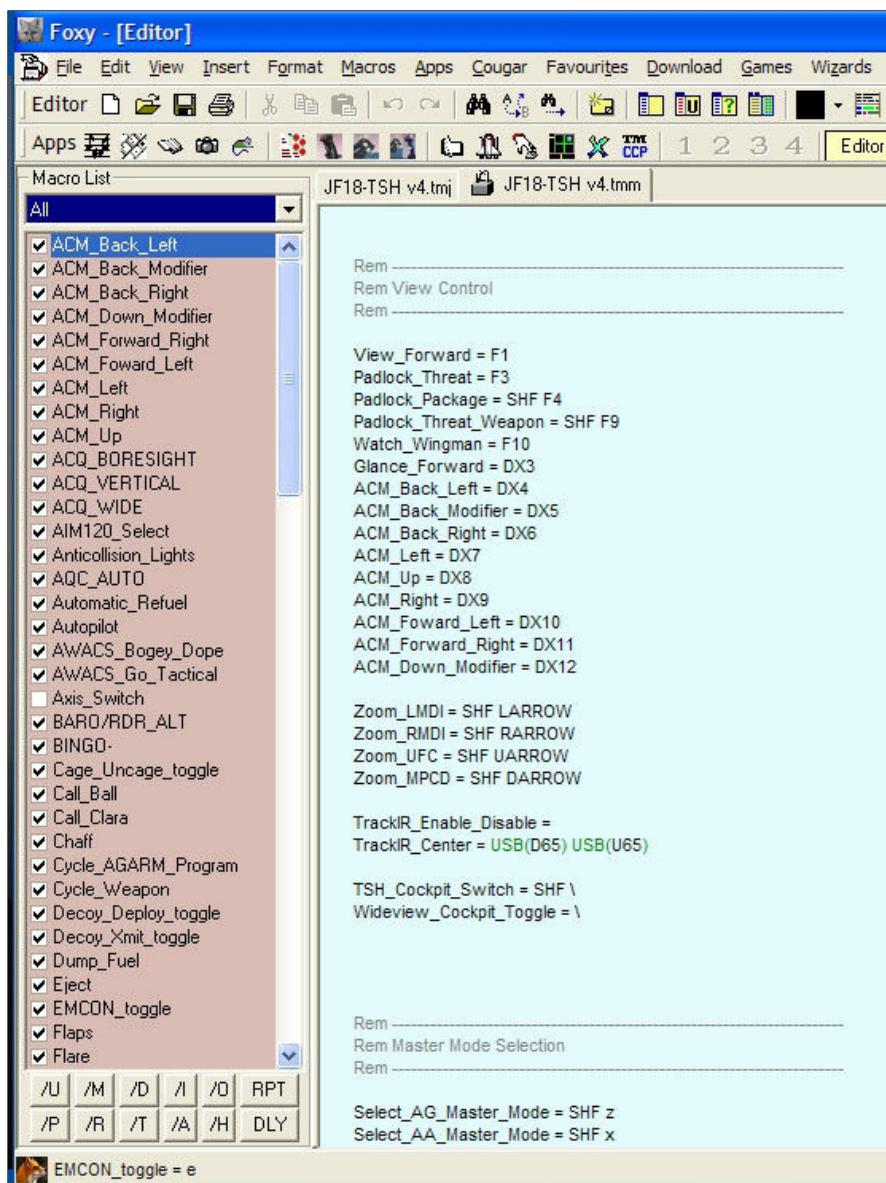 Foxy - [Editor]
File Edit View Insert Format Macros Apps Cougar Favourites Download Games Wizards
Editor
Apps TM CCP 1 2 3 4 Editor
Macro List
All
ACM_Back_Left
ACM_Back_Modifier
ACM_Back_Right
ACM_Down_Modifier
ACM_Forward_Right
ACM_Foward_Left
ACM_Left
ACM_Right
ACM_Up
ACQ_BORESIGHT
ACQ_VERTICAL
ACQ_WIDE
AIM120_Select
Anticollision_Lights
AQC_AUTO
Automatic_Refuel
Autopilot
AWACS_Bogey_Dope
AWACS_Go_Tactical
Axis_Switch
BARO/RDR_ALT
BINGO-
Cage_Uncage_toggle
Call_Ball
Call_Clara
Chaff
Cycle_AGARM_Program
Cycle_Weapon
Decoy_Deploy_toggle
Decoy_Xmit_toggle
Dump_Fuel
Eject
EMCON_toggle
Flaps
Flare
/U /M /D /I /O RPT
/P /R /T /A /H DLY
JF18-TSH v4.tmj JF18-TSH v4.tmm
Rem ----------------------------------------------------------------
Rem View Control
Rem ----------------------------------------------------------------
View_Forward = F1
Padlock_Threat = F3
Padlock_Package = SHF F4
Padlock_Threat_Weapon = SHF F9
Watch_Wingman = F10
Glance_Forward = DX3
ACM_Back_Left = DX4
ACM_Back_Modifier = DX5
ACM_Back_Right = DX6
ACM_Left = DX7
ACM_Up = DX8
ACM_Right = DX9
ACM_Foward_Left = DX10
ACM_Forward_Right = DX11
ACM_Down_Modifier = DX12
Zoom_LMDI = SHF LARROW
Zoom_RMDI = SHF RARROW
Zoom_UFC = SHF UARROW
Zoom_MPCD = SHF DARROW
TrackIR_Enable_Disable =
TrackIR_Center = USB(D65) USB(U65)
TSH_Cockpit_Switch = SHF \
Wideview_Cockpit_Toggle = \
Rem ----------------------------------------------------------------
Rem Master Mode Selection
Rem ----------------------------------------------------------------
Select_AG_Master_Mode = SHF z
Select_AA_Master_Mode = SHF x
EMCON_toggle = e